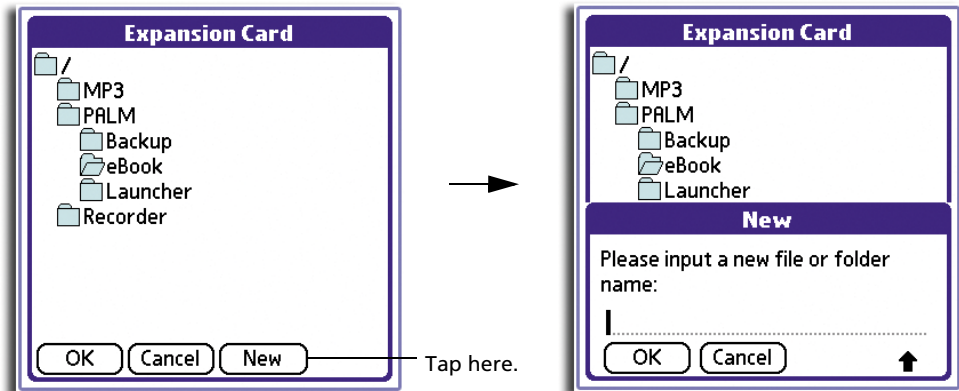 Expansion Card
/
MP3
PALM
Backup
eBook
Launcher
Recorder
OK Cancel New
Tap here.
Expansion Card
/
MP3
PALM
Backup
eBook
Launcher
New
Please input a new file or folder
name:
OK Cancel